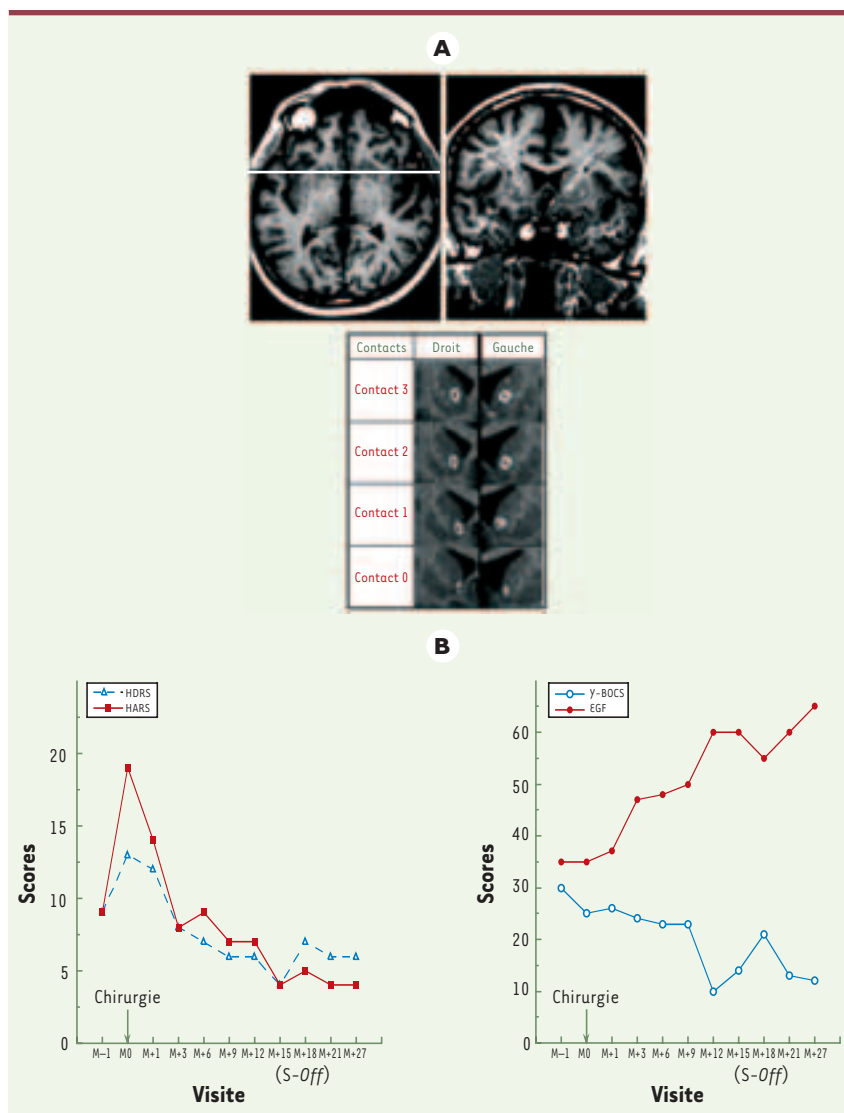 A
Contacts Droit Gauche
Contact 3
Contact 2
Contact 1
Contact 0
B
HDRS
HARS
Scores
20
15
10
5
0
Chirurgie
M–1 M0 M+1 M+3 M+6 M+9 M+12 M+15 M+18 M+21 M+27
(S-Off)
Visite
Y-BOCS
EGF
Scores
60
50
40
30
20
10
0
Chirurgie
M–1 M0 M+1 M+3 M+6 M+9 M+12 M+15 M+18 M+21 M+27
(S-Off)
Visite